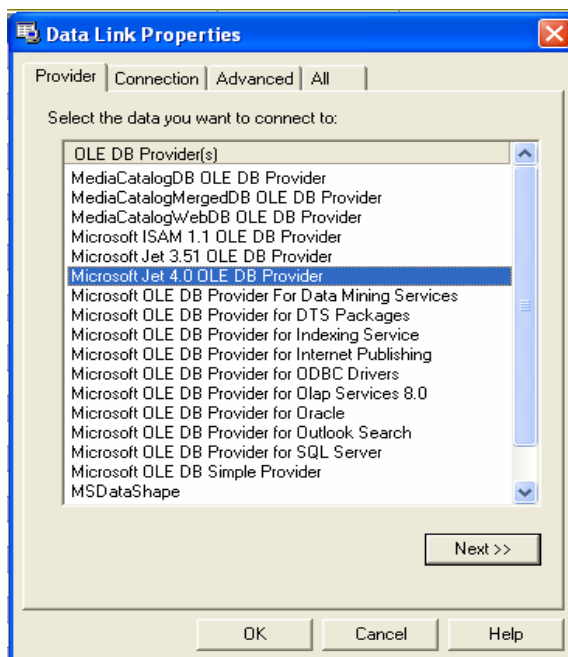 Data Link Properties
Provider Connection Advanced All
Select the data you want to connect to:
OLE DB Provider(s)
MediaCatalogDB OLE DB Provider
MediaCatalogMergedDB OLE DB Provider
MediaCatalogWebDB OLE DB Provider
Microsoft ISAM 1.1 OLE DB Provider
Microsoft Jet 3.51 OLE DB Provider
Microsoft Jet 4.0 OLE DB Provider
Microsoft OLE DB Provider For Data Mining Services
Microsoft OLE DB Provider for DTS Packages
Microsoft OLE DB Provider for Indexing Service
Microsoft OLE DB Provider for Internet Publishing
Microsoft OLE DB Provider for ODBC Drivers
Microsoft OLE DB Provider for Olap Services 8.0
Microsoft OLE DB Provider for Oracle
Microsoft OLE DB Provider for Outlook Search
Microsoft OLE DB Provider for SQL Server
Microsoft OLE DB Simple Provider
MSDataShape
Next >>
OK Cancel Help